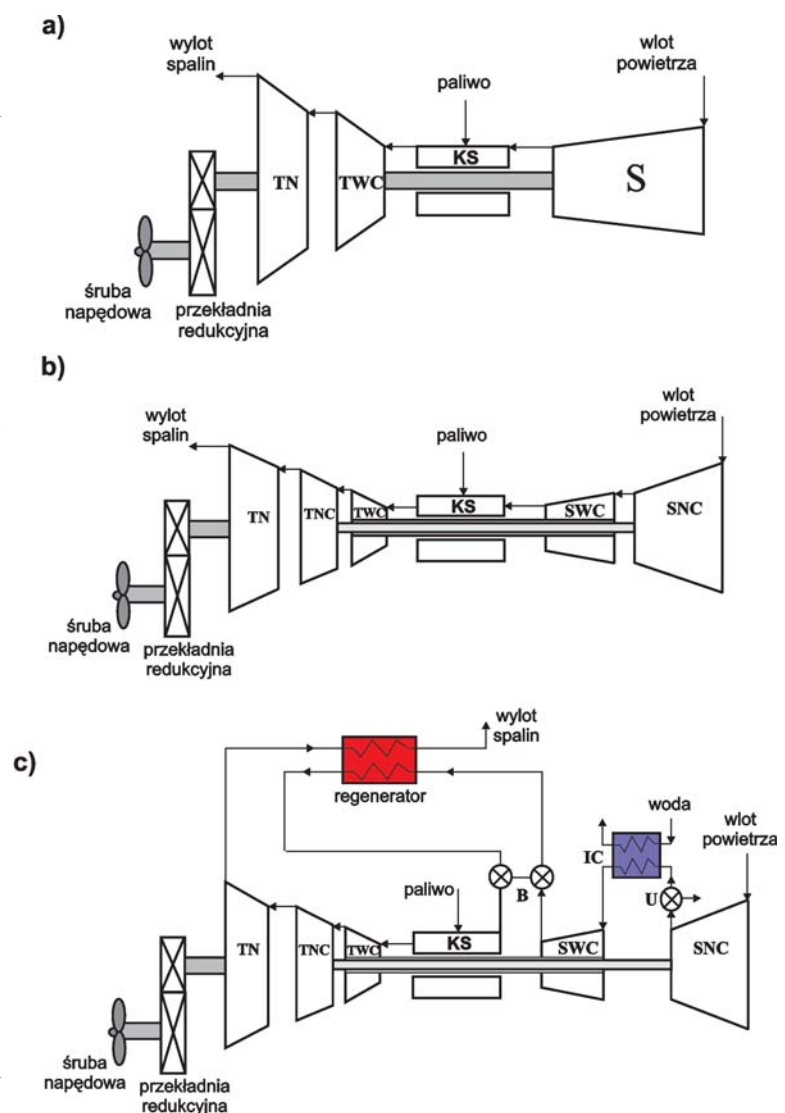 a)
wylot
spalin
wlot
powietrza
paliwo
KS
TN
TWC
S
śruba
napędowa
przekładnia
redukcyjna
b)
wylot
spalin
wlot
powietrza
paliwo
KS
TN
TNC
TWC
SWC
SNC
śruba
napędowa
przekładnia
redukcyjna
c)
wylot
spalin
regenerator
woda
wlot
powietrza
IC
B
U
paliwo
KS
TN
TNC
TWC
SWC
SNC
śruba
napędowa
przekładnia
redukcyjna